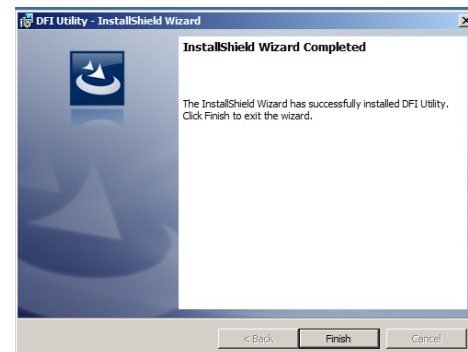 DFI Utility - InstallShield Wizard
InstallShield Wizard Completed
The InstallShield Wizard has successfully installed DFI Utility.
Click Finish to exit the wizard.
< Back
Finish
Cancel